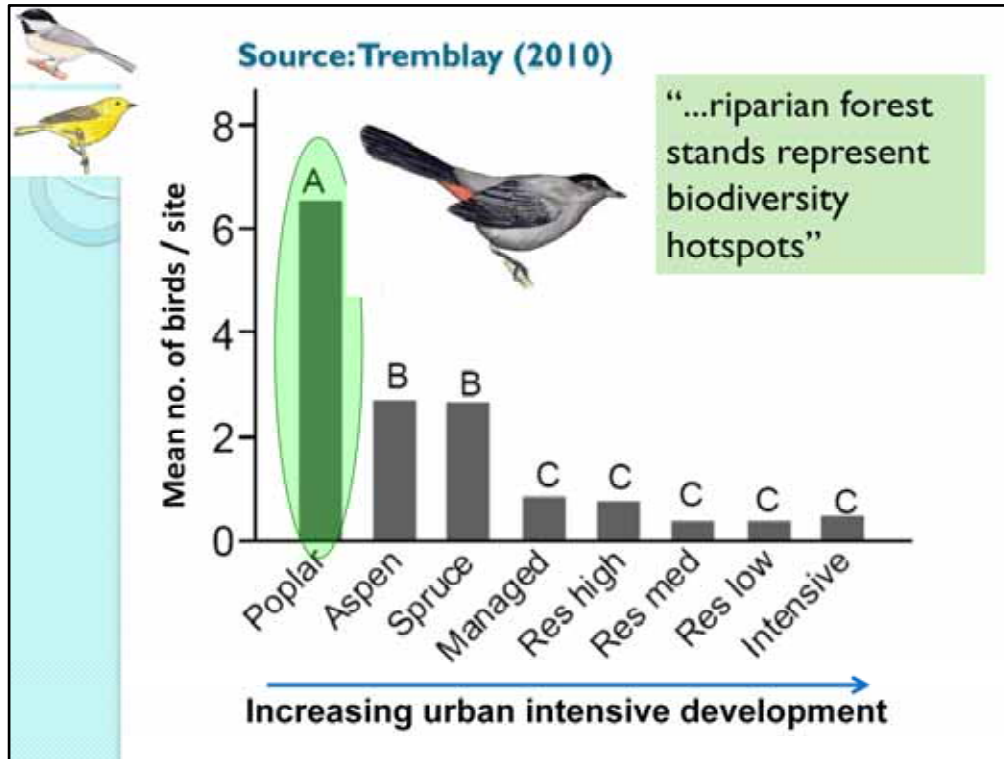 Source: Tremblay (2010)
“...riparian forest
stands represent
biodiversity
hotspots”
Mean no. of birds / site
8
6
4
2
0
A
B
B
C
C
C
C
C
Poplar
Aspen
Spruce
Managed
Res high
Res med
Res low
Intensive
Increasing urban intensive development